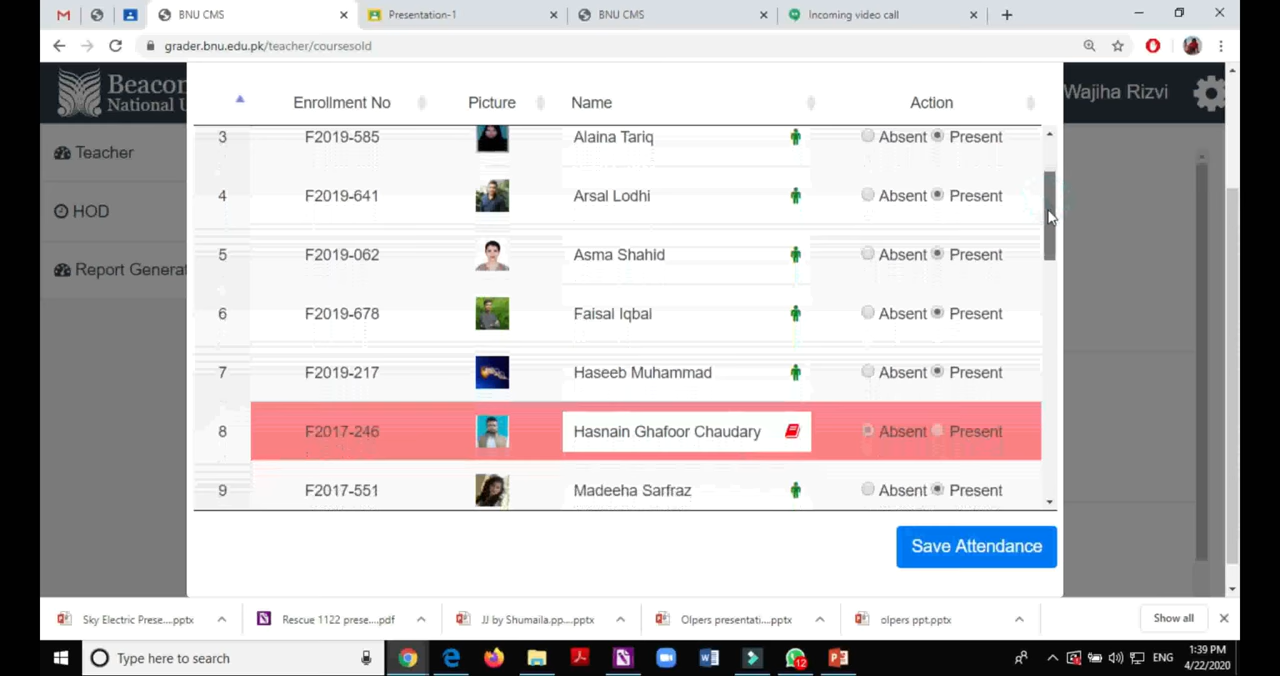 BNU CMS
Presentation-1
BNU CMS
Incoming video call
grader.bnu.edu.pk/teacher/coursesold
Beacon
National U
Wajiha Rizvi
Teacher
HOD
Report Genera
Enrollment No Picture Name Action
3 F2019-585 Alaina Tariq Absent Present
4 F2019-641 Arsal Lodhi Absent Present
5 F2019-062 Asma Shahid Absent Present
6 F2019-678 Faisal Iqbal Absent Present
7 F2019-217 Haseeb Muhammad Absent Present
8 F2017-246 Hasnain Ghafoor Chaudary Absent Present
9 F2017-551 Madeeha Sarfraz Absent Present
Save Attendance
Sky Electric Prese....pptx
Rescue 1122 prese....pdf
JJ by Shumaila.pp....pptx
Olpers presentati....pptx
olpers ppt.pptx
Show all
Type here to search
12
ENG
1:39 PM
4/22/2020